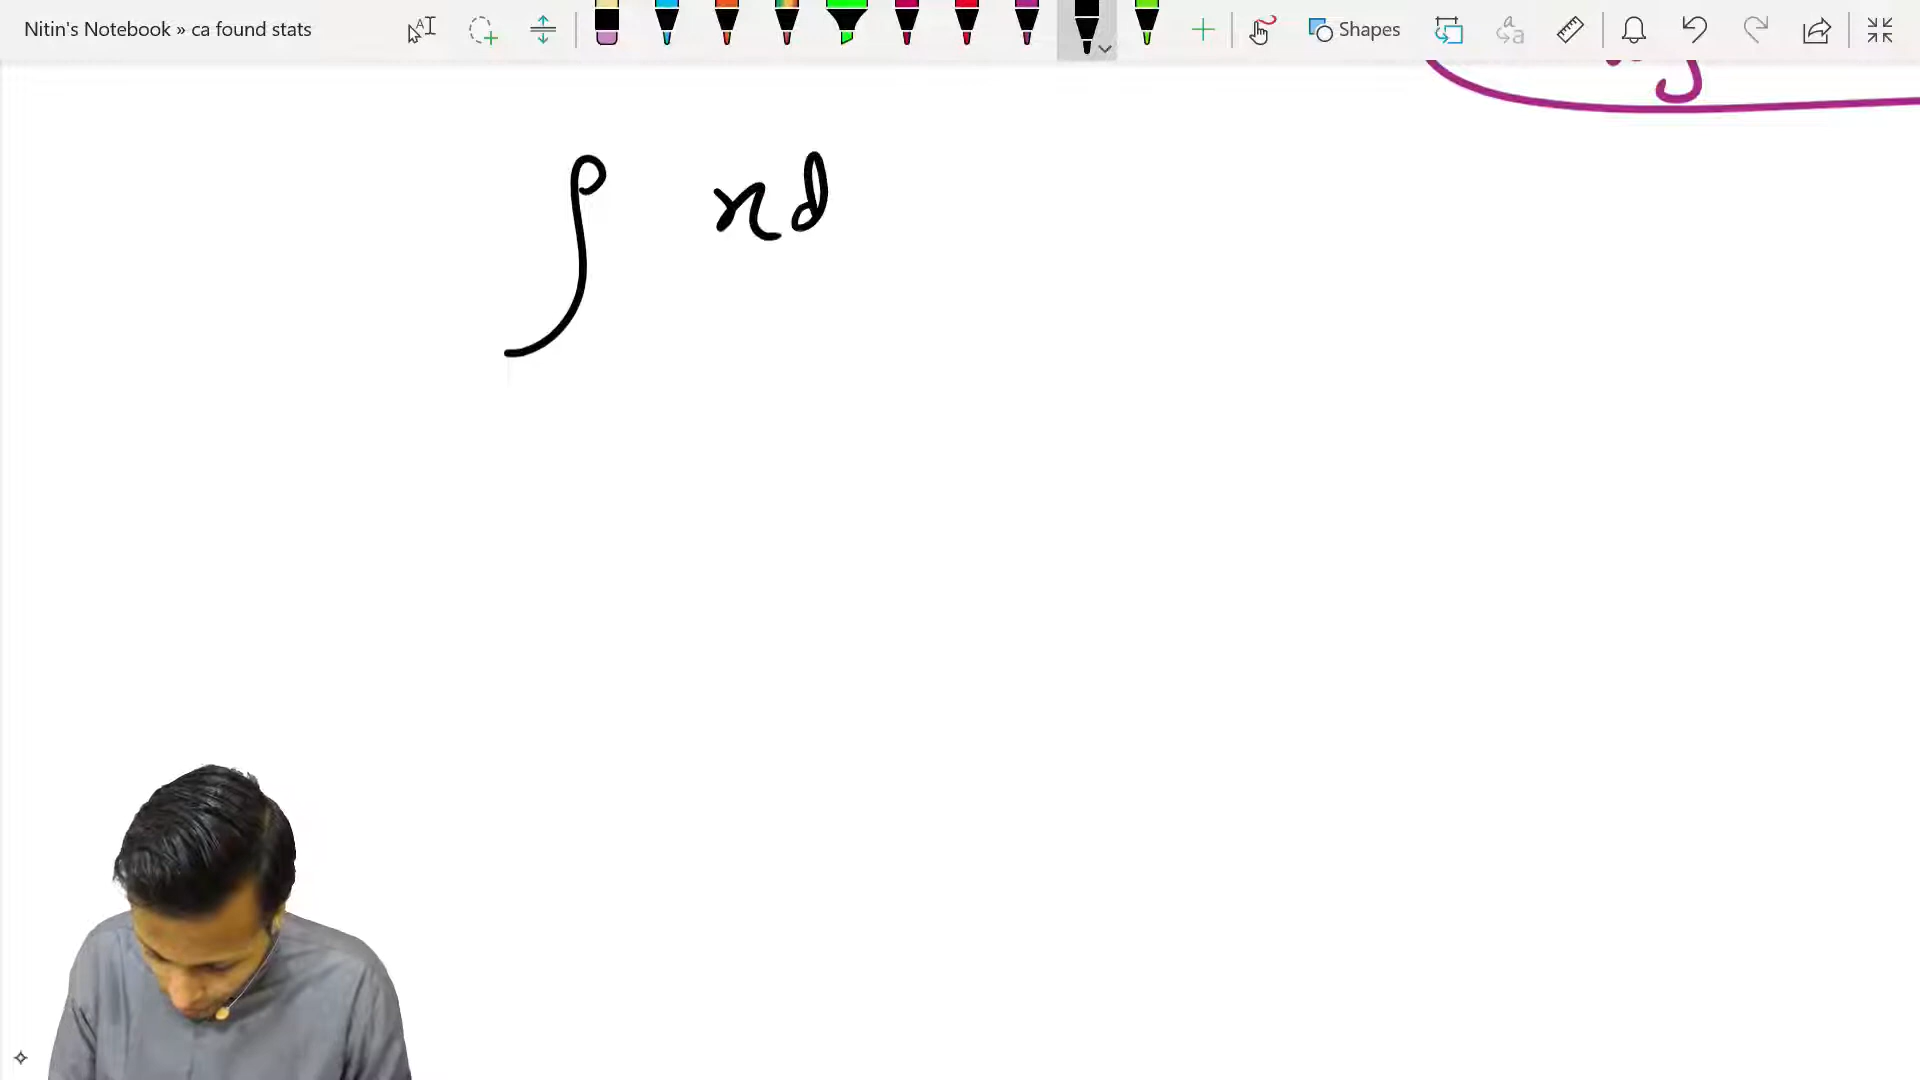 Nitin's Notebook » ca found stats
Shapes
∫ xd